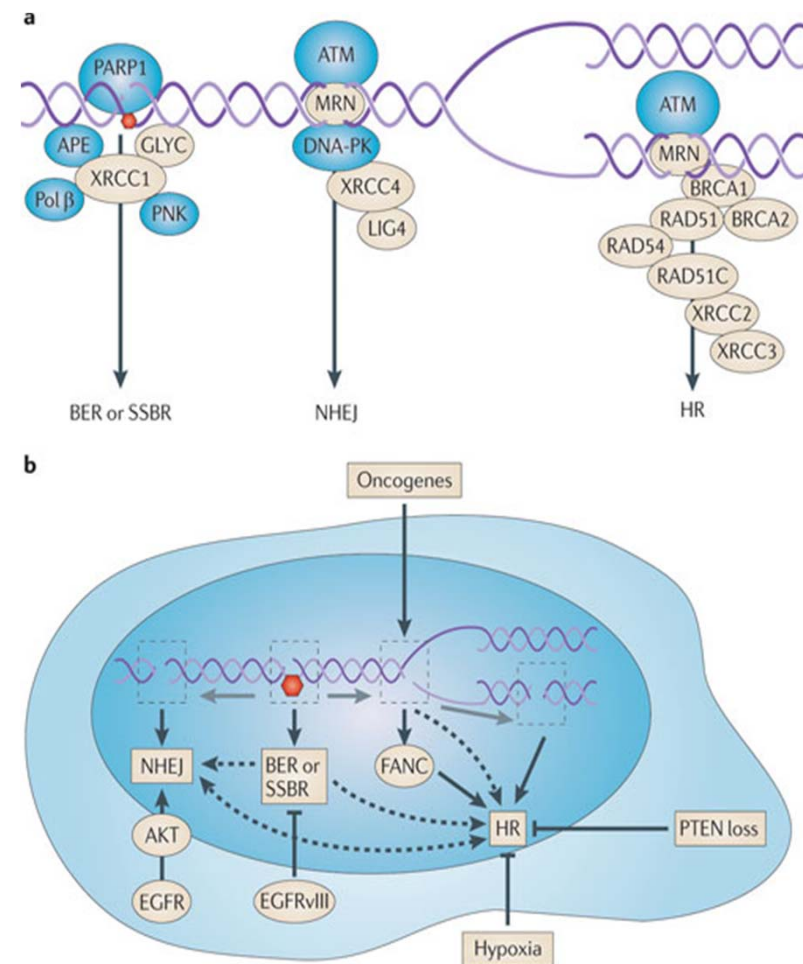 a
PARP1
ATM
MRN
ATM
APE
GLYC
DNA-PK
MRN
XRCC1
XRCC4
BRCA1
Pol β
PNK
LIG4
RAD51
BRCA2
RAD54
RAD51C
XRCC2
XRCC3
BER or SSBR
NHEJ
HR
b
Oncogenes
NHEJ
BER or
SSBR
FANC
AKT
HR
PTEN loss
EGFR
EGFRvIII
Hypoxia